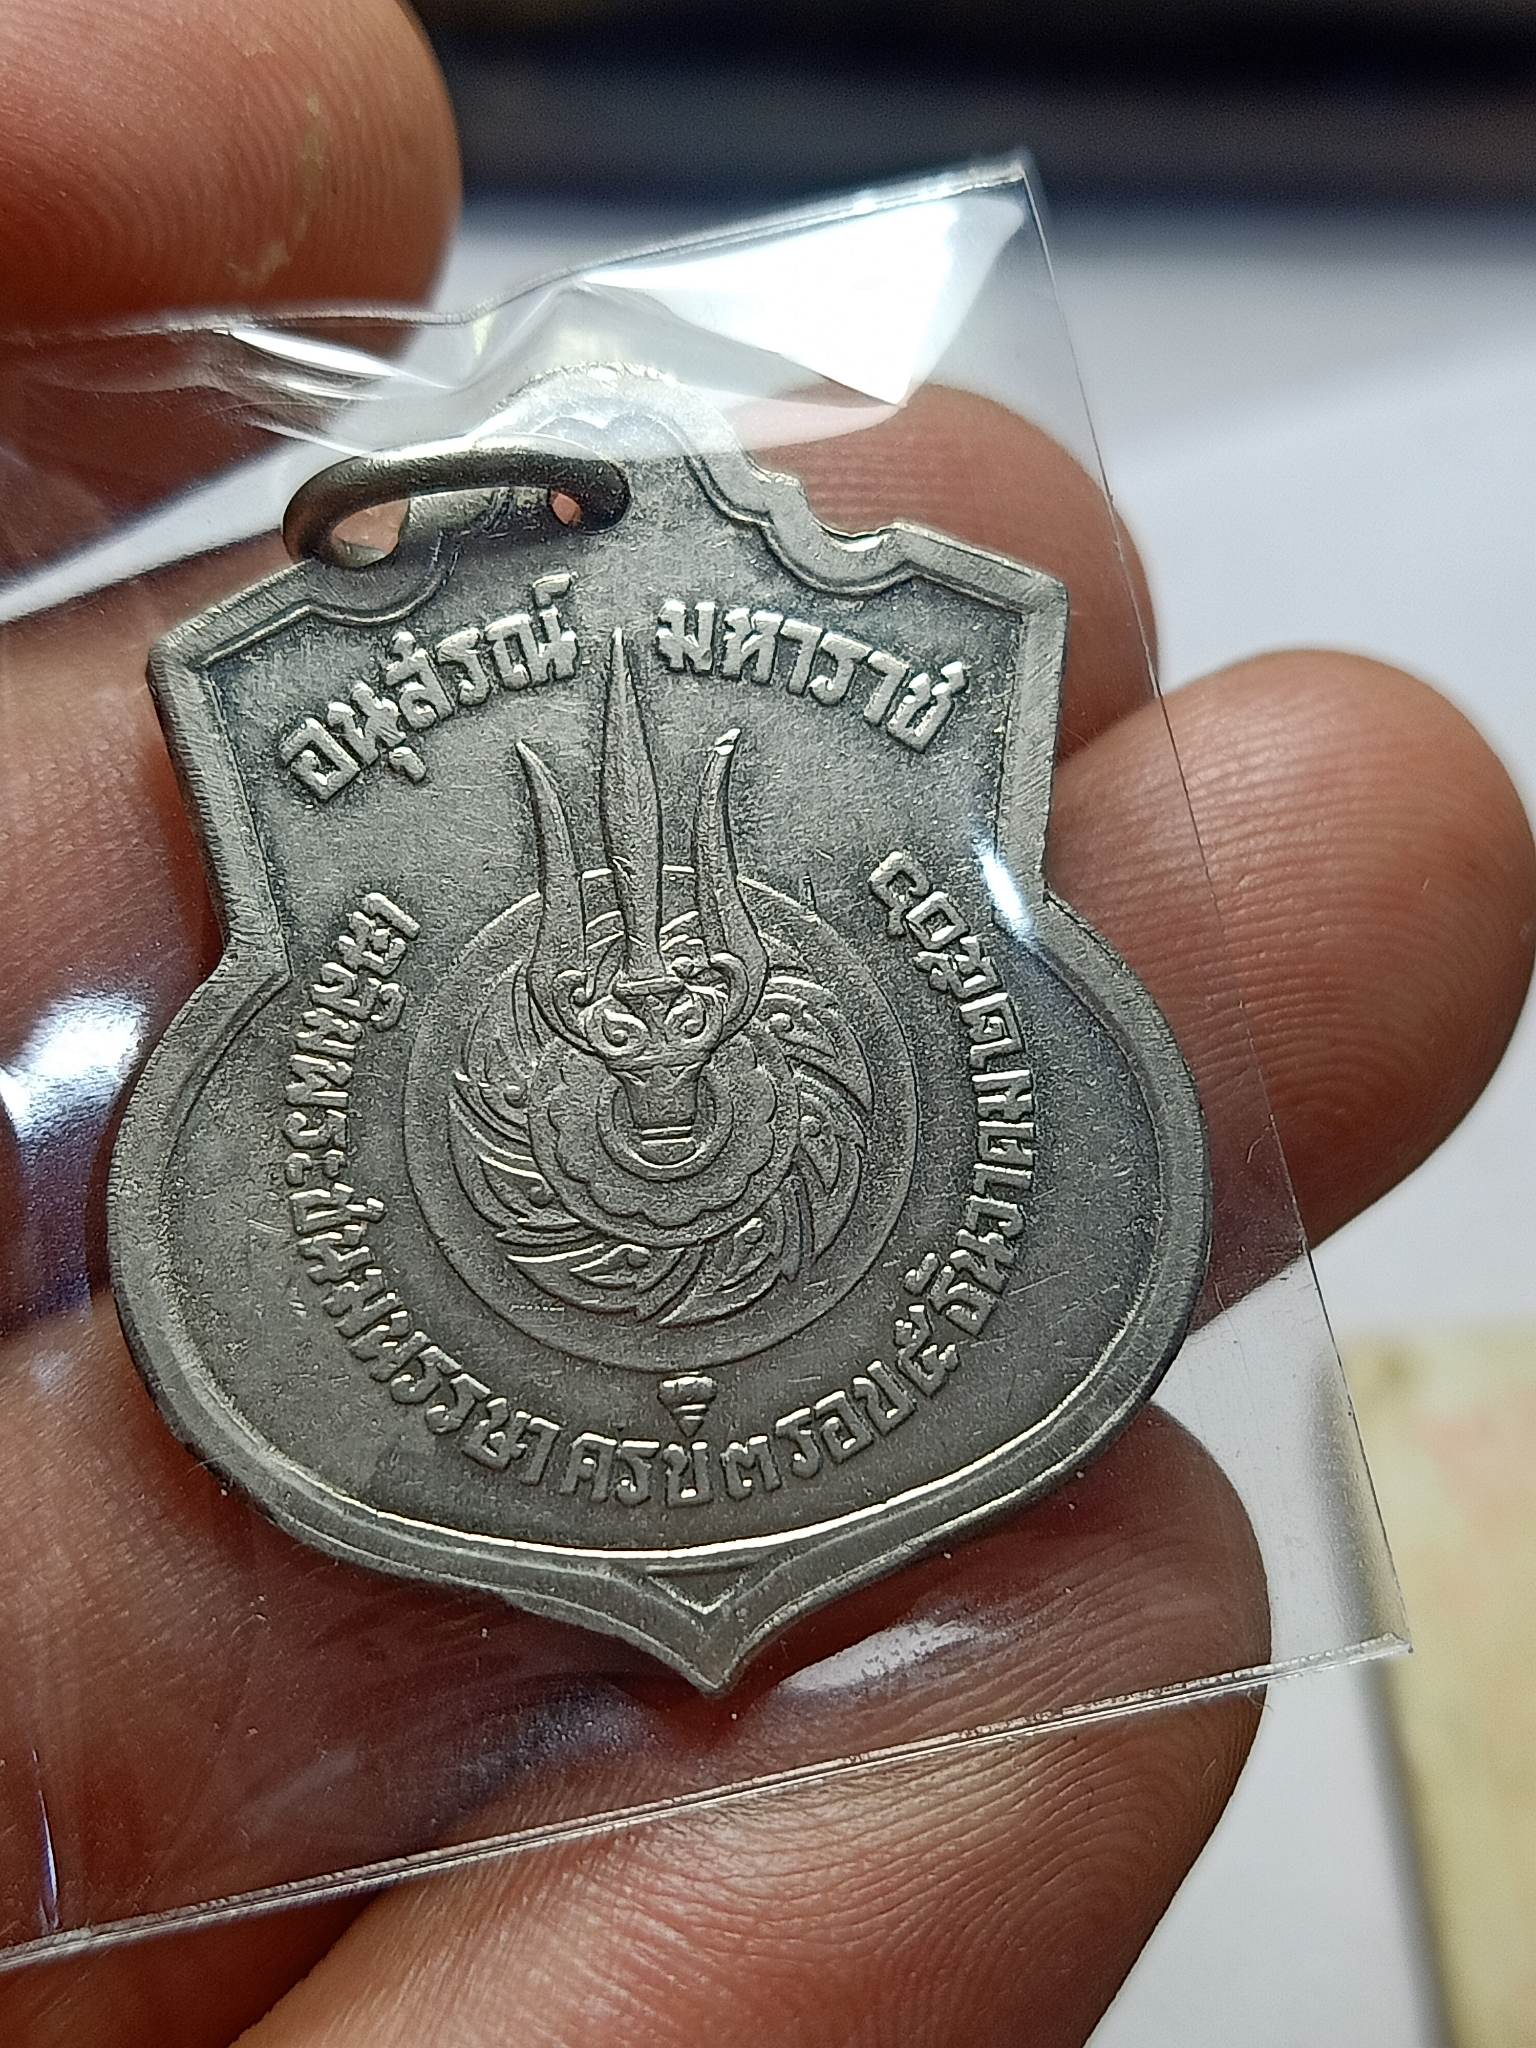 อนุสรณ์ มหาราช
เฉลิมพระชนมพรรษา ครบ ๓ รอบ ๕ ธันวาคม ๒๕๐๖